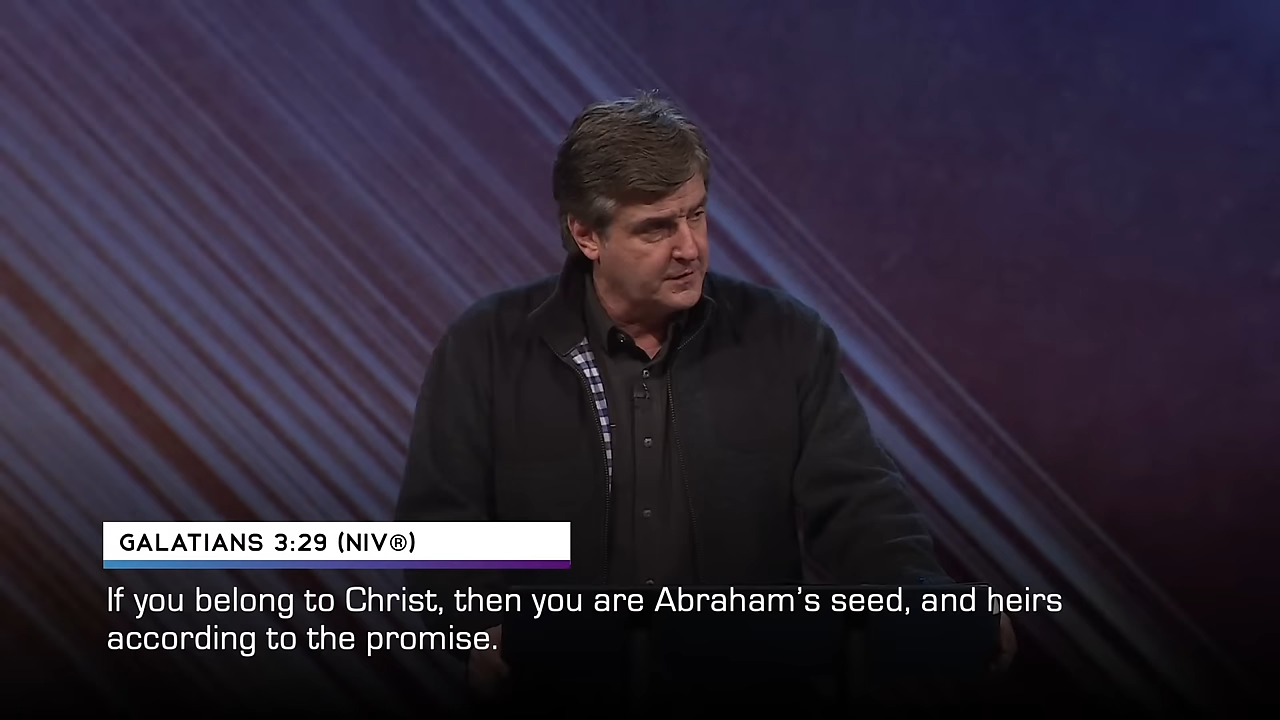 GALATIANS 3:29 (NIV®)
If you belong to Christ, then you are Abraham’s seed, and heirs
according to the promise.